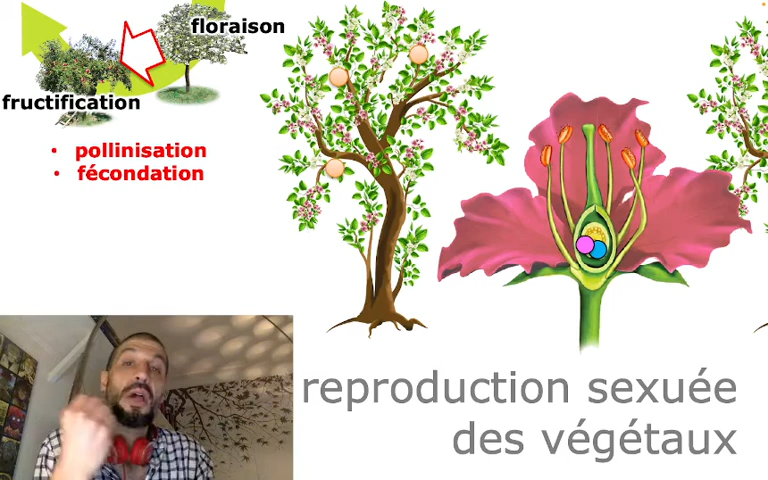 floraison
fructification
• pollinisation
• fécondation
reproduction sexuée
des végétaux